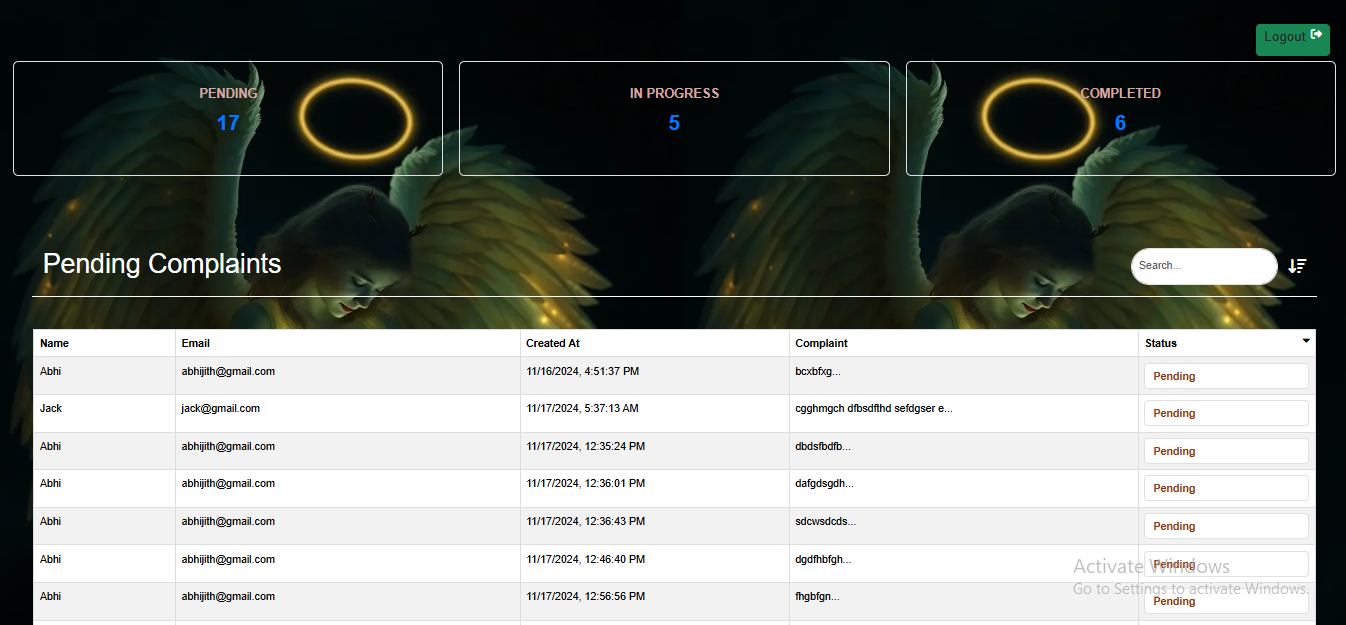 Logout
PENDING IN PROGRESS COMPLETED
17 5 6
Pending Complaints Search...
Name Email Created At Complaint Status
Abhi abhijith@gmail.com 11/16/2024, 4:51:37 PM bcxbfxg... Pending
Jack jack@gmail.com 11/17/2024, 5:37:13 AM cgghmgch dfbsdfthd sefdgser e... Pending
Abhi abhijith@gmail.com 11/17/2024, 12:35:24 PM dbdsfbdfb... Pending
Abhi abhijith@gmail.com 11/17/2024, 12:36:01 PM dafgdsgdh... Pending
Abhi abhijith@gmail.com 11/17/2024, 12:36:43 PM sdcwsdcds... Pending
Abhi abhijith@gmail.com 11/17/2024, 12:46:40 PM dgdfhbfgh... Pending
Activate Windows
Go to Settings to activate Windows.
Abhi abhijith@gmail.com 11/17/2024, 12:56:56 PM fhgbfgn... Pending